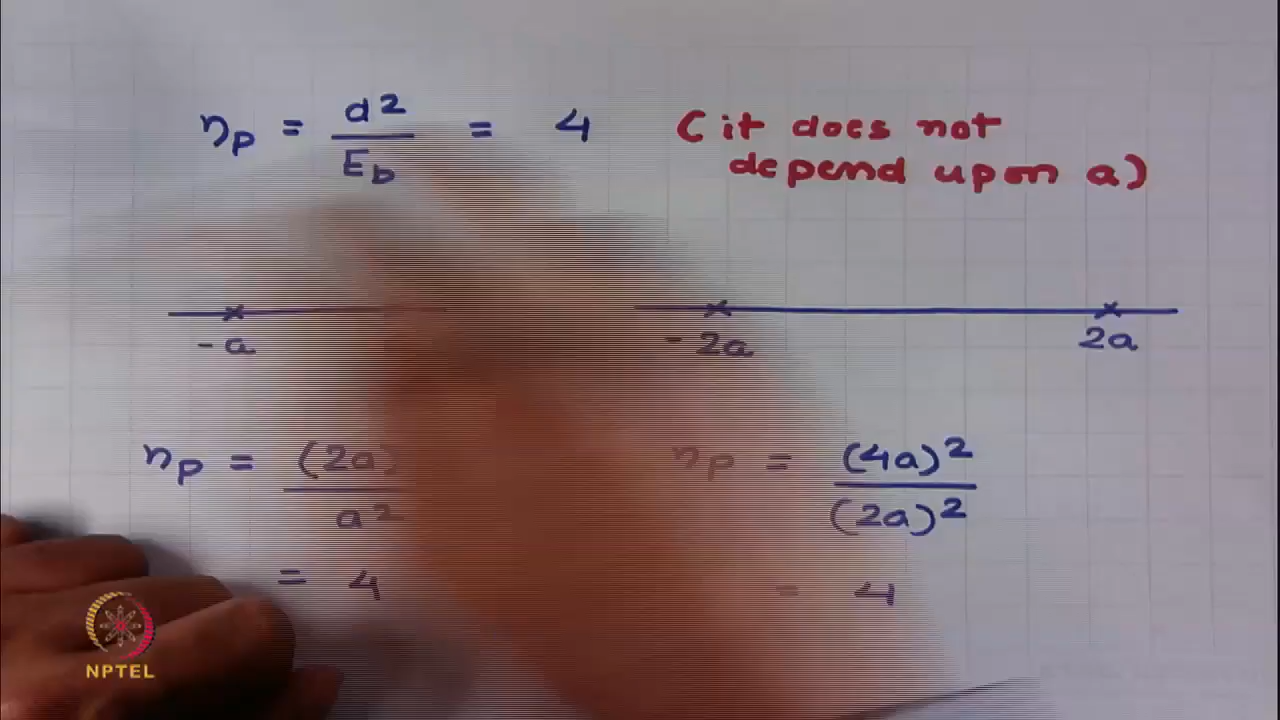 ηp = d² / Eb = 4 (it does not
depend upon a)
-a
-2a 2a
ηp = (2a) / a²
= 4
ηp = (4a)² / (2a)²
= 4
NPTEL